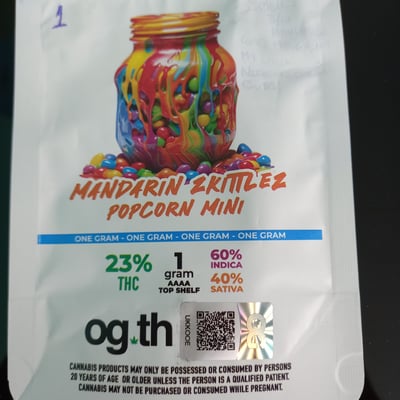 1
MANDARIN ZKITTLEZ
POPCORN MINI
ONE GRAM - ONE GRAM - ONE GRAM - ONE GRAM
23% THC
1 gram
AAAA
TOP SHELF
60% INDICA
40% SATIVA
og.th
UKKODE
CANNABIS PRODUCTS MAY ONLY BE POSSESSED OR CONSUMED BY PERSONS
20 YEARS OF AGE OR OLDER UNLESS THE PERSON IS A QUALIFIED PATIENT.
CANNABIS MAY NOT BE PURCHASED OR CONSUMED WHILE PREGNANT.